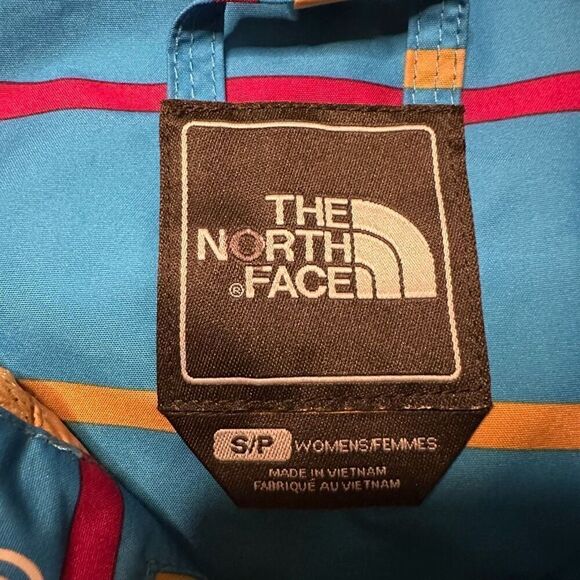 THE
NORTH
®FACE
S/P WOMENS/FEMMES
MADE IN VIETNAM
FABRIQUÉ AU VIETNAM